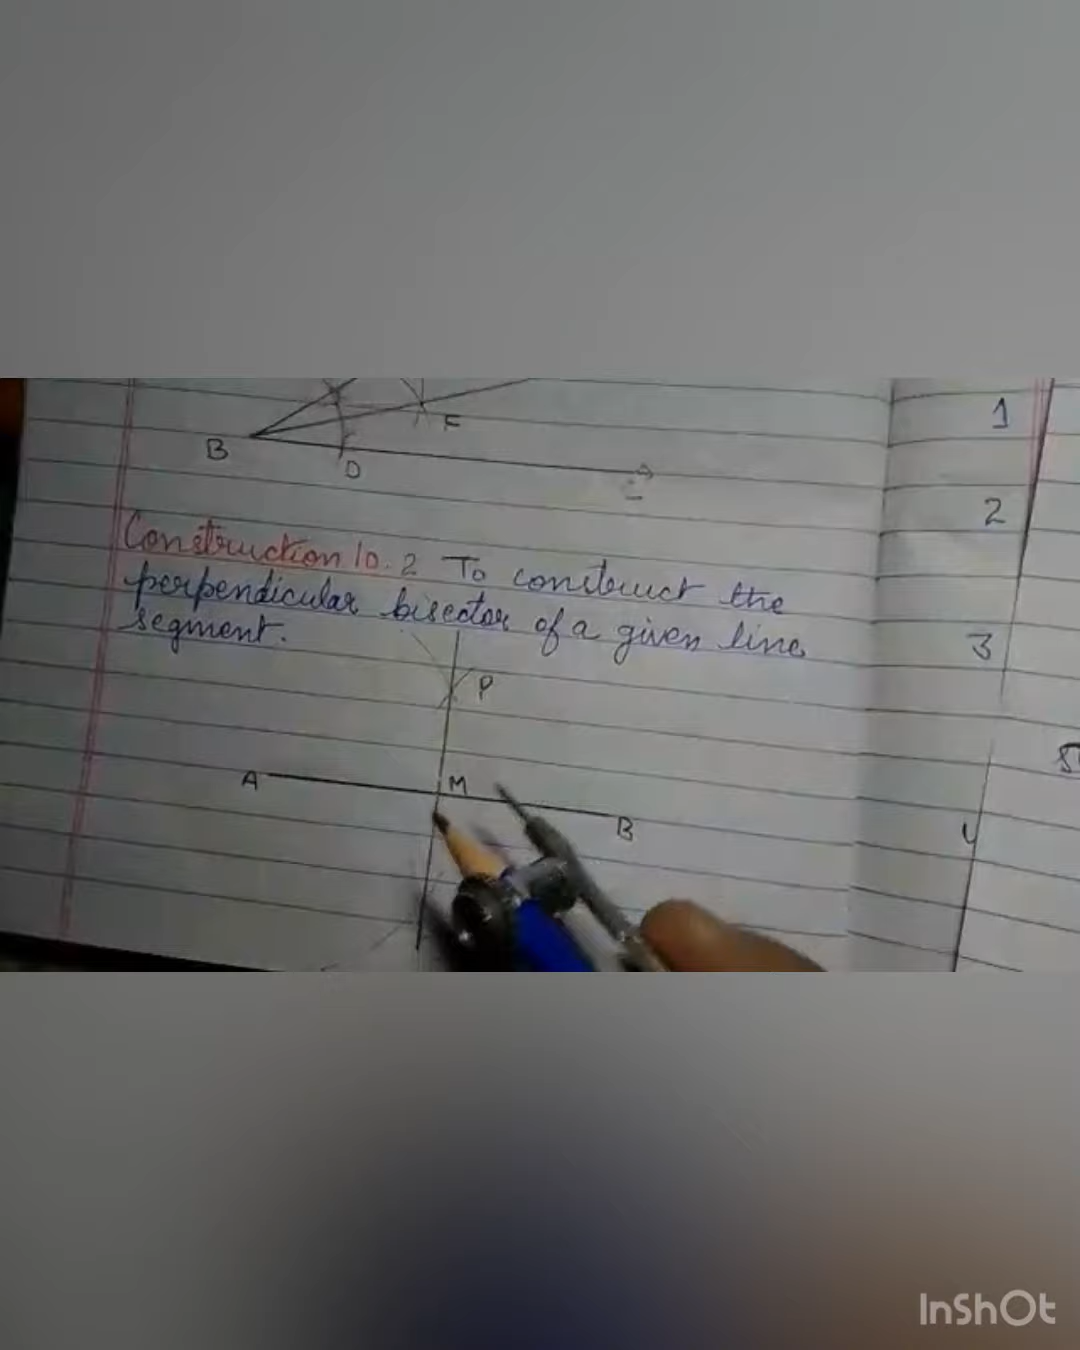 F
B
D
C
1
2
Construction 10.2 To construct the
perpendicular bisector of a given line
segment.
3
P
A
M
B
4
InShOt